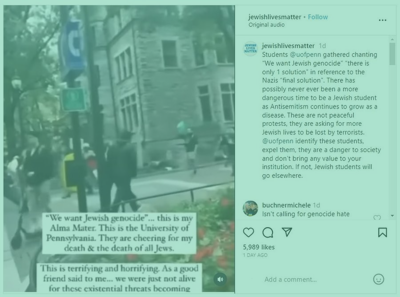 jewishlivesmatter • Follow
Original audio
jewishlivesmatter 1d
Students @uofpenn gathered chanting
"We want Jewish genocide" "there is
only 1 solution" in reference to the
Nazis "final solution". There has
possibly never ever been a more
dangerous time to be a Jewish student
as Antisemitism continues to grow as a
disease. These are not peaceful
protests, they are asking for more
Jewish lives to be lost by terrorists.
@uofpenn identify these students,
expel them, they are a danger to society
and don't bring any value to your
institution. If not, Jewish students will
go elsewhere.
buchnermichele 1d
Isn't calling for genocide hate
5,989 likes
1 DAY AGO
Add a comment...
"We want Jewish genocide"... this is my
Alma Mater. This is the University of
Pennsylvania. They are cheering for my
death & the death of all Jews.
This is terrifying and horrifying. As a good
friend said to me... we were just not alive
for these existential threats becoming